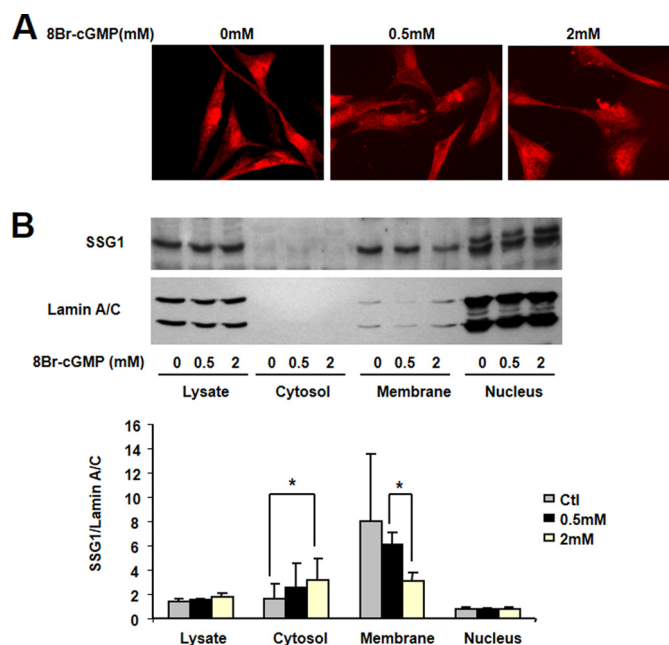 A
8Br-cGMP(mM) 0mM 0.5mM 2mM
B
SSG1
Lamin A/C
8Br-cGMP (mM) 0 0.5 2 0 0.5 2 0 0.5 2 0 0.5 2
Lysate Cytosol Membrane Nucleus
16
14
12
10
8
6
4
2
0
SSG1/Lamin A/C
* *
Ctl
0.5mM
2mM
Lysate Cytosol Membrane Nucleus